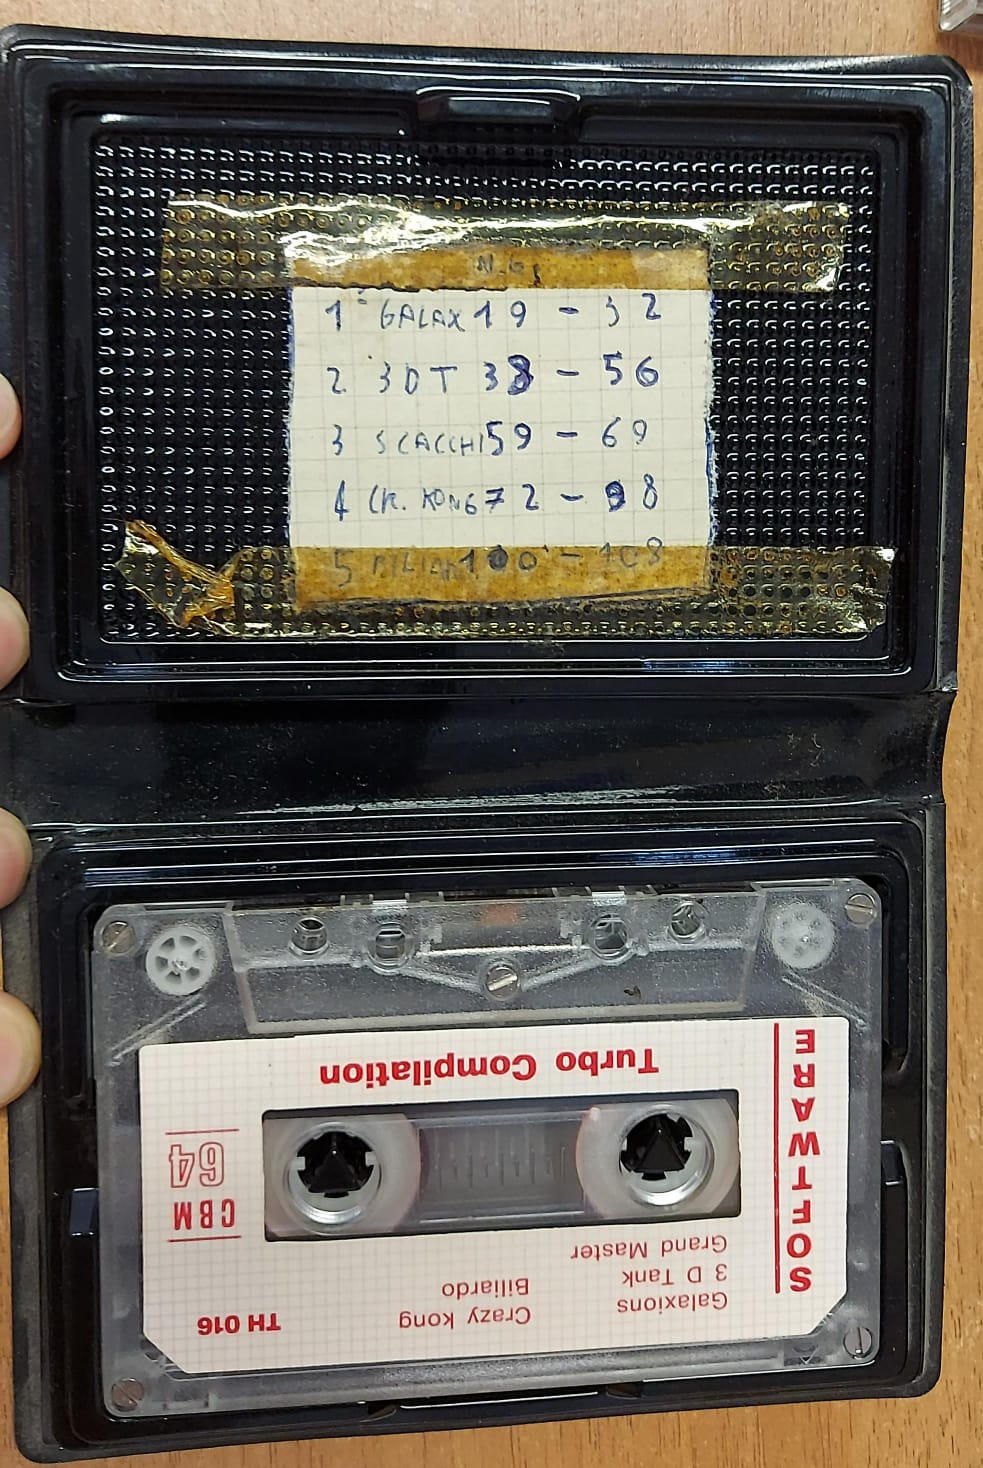 N.G.
1 GALAX 19 - 32
2 3DT 38 - 56
3 SCACCHI 59 - 69
4 CR. KONG 72 - 98
5 100 - 108
SOFTWARE
Turbo Compilation
CBM
64
Galaxions
3 D Tank
Grand Master
Crazy kong
Biliardo
TH 016